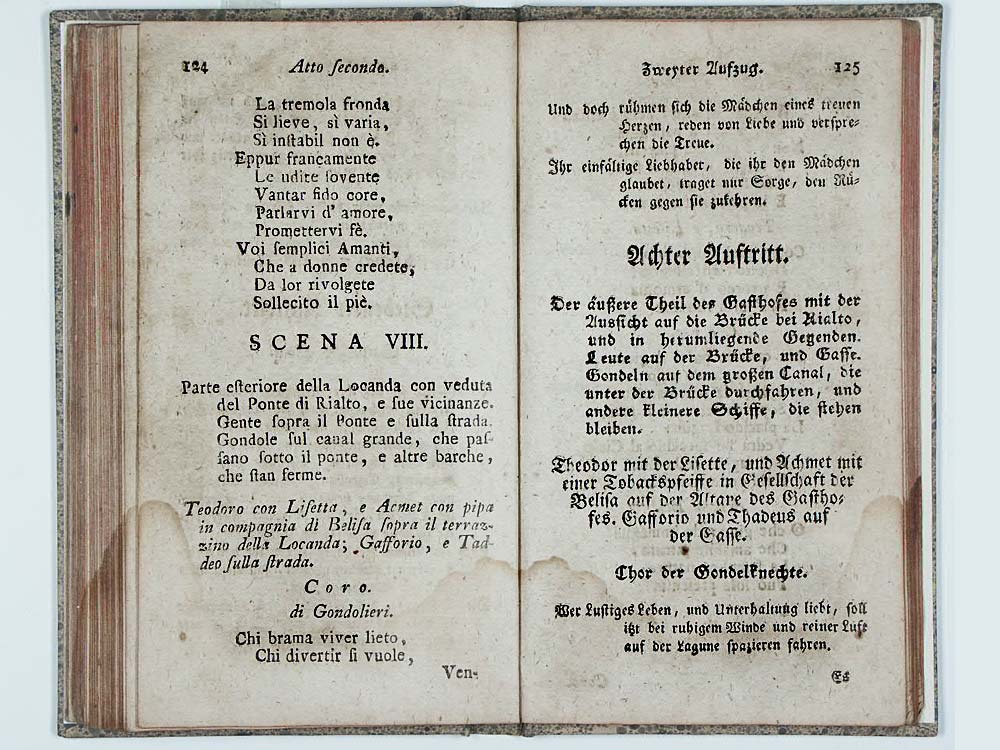 124 Atto ſecondo.
La tremola fronda
Si lieve, sì varia,
Sì inſtabil non è.
Eppur francamente
Le udite ſovente
Vantar fido core,
Parlarvi d' amore,
Promettervi fè.
Voi ſemplici Amanti,
Che a donne credete,
Da lor rivolgete
Sollecito il piè.
SCENA VIII.
Parte eſteriore della Locanda con veduta
del Ponte di Rialto, e ſue vicinanze.
Gente ſopra il Ponte e ſulla ſtrada.
Gondole ſul canal grande, che paſ-
ſano ſotto il ponte, e altre barche,
che ſtan ferme.
Teodoro con Liſetta, e Acmet con pipa
in compagnia di Beliſa ſopra il terraz-
zino della Locanda; Gafforio, e Tad-
deo ſulla ſtrada.
Coro.
di Gondolieri.
Chi brama viver lieto,
Chi divertir ſi vuole,
Ven-
Zweyter Aufzug. 125
Und doch rühmen ſich die Mädchen eines treuen
Herzen, reden von Liebe und verſpre-
chen die Treue.
Ihr einfältige Liebhaber, die ihr den Mädchen
glaubet, traget nur Sorge, den Rü-
cken gegen ſie zukehren.
Achter Auftritt.
Der äußere Theil des Gaſthofes mit der
Ausſicht auf die Brücke bei Rialto,
und in herumliegende Gegenden.
Leute auf der Brücke, und Gaſſe.
Gondeln auf dem großen Canal, die
unter der Brücke durchfahren, und
andere kleinere Schiffe, die ſtehen
bleiben.
Theodor mit der Liſette, und Achmet mit
einer Tobackspfeiffe in Geſellſchaft der
Beliſa auf der Altane des Gaſtho-
fes. Gafforio und Thadeus auf
der Gaſſe.
Chor der Gondelknechte.
Wer Luſtiges Leben, und Unterhaltung liebt, ſoll
itzt bei ruhigem Winde und reiner Luft
auf der Lagune ſpazieren fahren.
Es